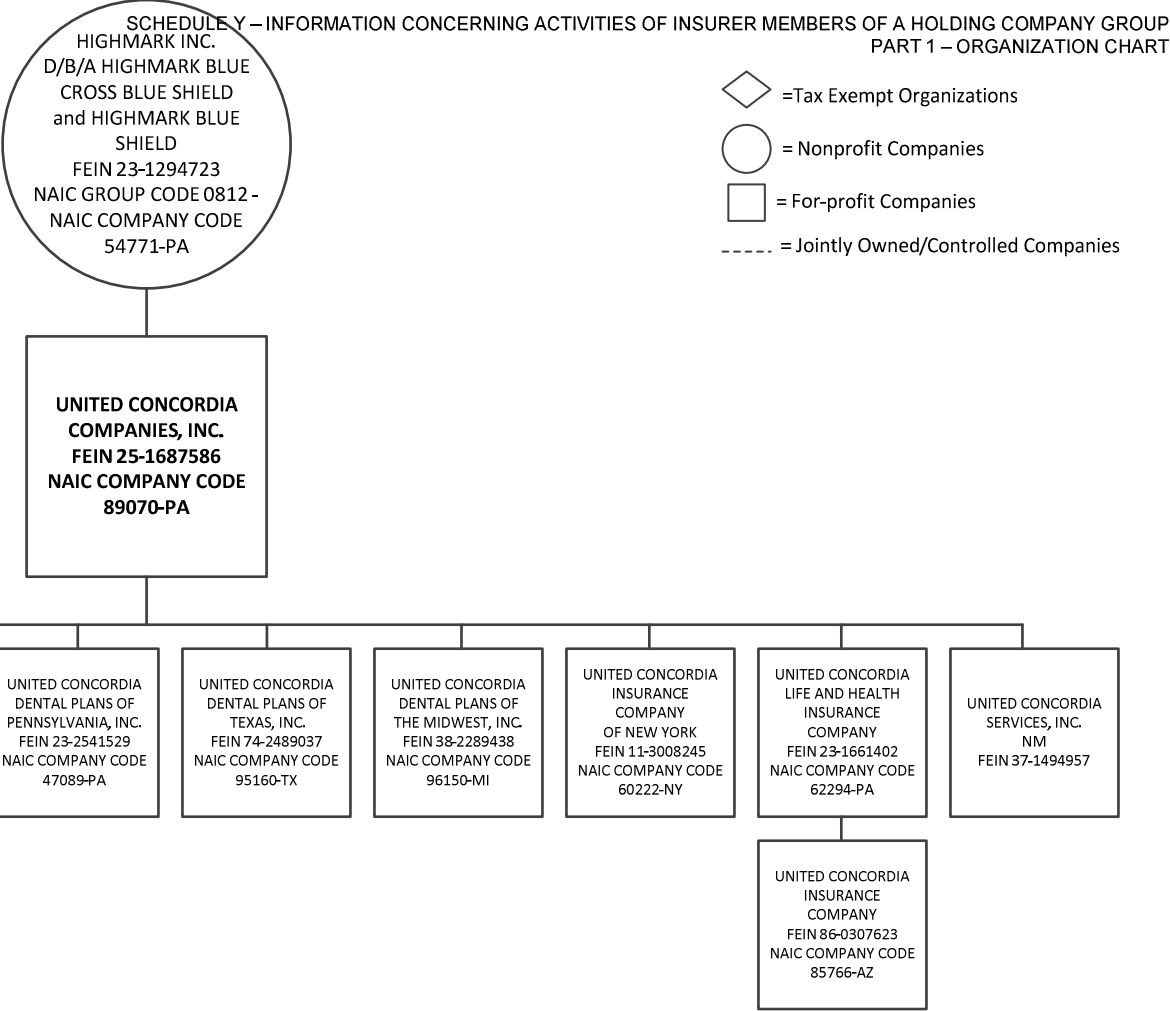 SCHEDULE Y – INFORMATION CONCERNING ACTIVITIES OF INSURER MEMBERS OF A HOLDING COMPANY GROUP
PART 1 – ORGANIZATION CHART
HIGHMARK INC.
D/B/A HIGHMARK BLUE
CROSS BLUE SHIELD
and HIGHMARK BLUE
SHIELD
FEIN 23-1294723
NAIC GROUP CODE 0812 -
NAIC COMPANY CODE
54771-PA
=Tax Exempt Organizations
= Nonprofit Companies
= For-profit Companies
= Jointly Owned/Controlled Companies
UNITED CONCORDIA
COMPANIES, INC.
FEIN 25-1687586
NAIC COMPANY CODE
89070-PA
UNITED CONCORDIA
DENTAL PLANS OF
PENNSYLVANIA, INC.
FEIN 23-2541529
NAIC COMPANY CODE
47089-PA
UNITED CONCORDIA
DENTAL PLANS OF
TEXAS, INC.
FEIN 74-2489037
NAIC COMPANY CODE
95160-TX
UNITED CONCORDIA
DENTAL PLANS OF
THE MIDWEST, INC.
FEIN 38-2289438
NAIC COMPANY CODE
96150-MI
UNITED CONCORDIA
INSURANCE
COMPANY
OF NEW YORK
FEIN 11-3008245
NAIC COMPANY CODE
60222-NY
UNITED CONCORDIA
LIFE AND HEALTH
INSURANCE
COMPANY
FEIN 23-1661402
NAIC COMPANY CODE
62294-PA
UNITED CONCORDIA
SERVICES, INC.
NM
FEIN 37-1494957
UNITED CONCORDIA
INSURANCE
COMPANY
FEIN 86-0307623
NAIC COMPANY CODE
85766-AZ